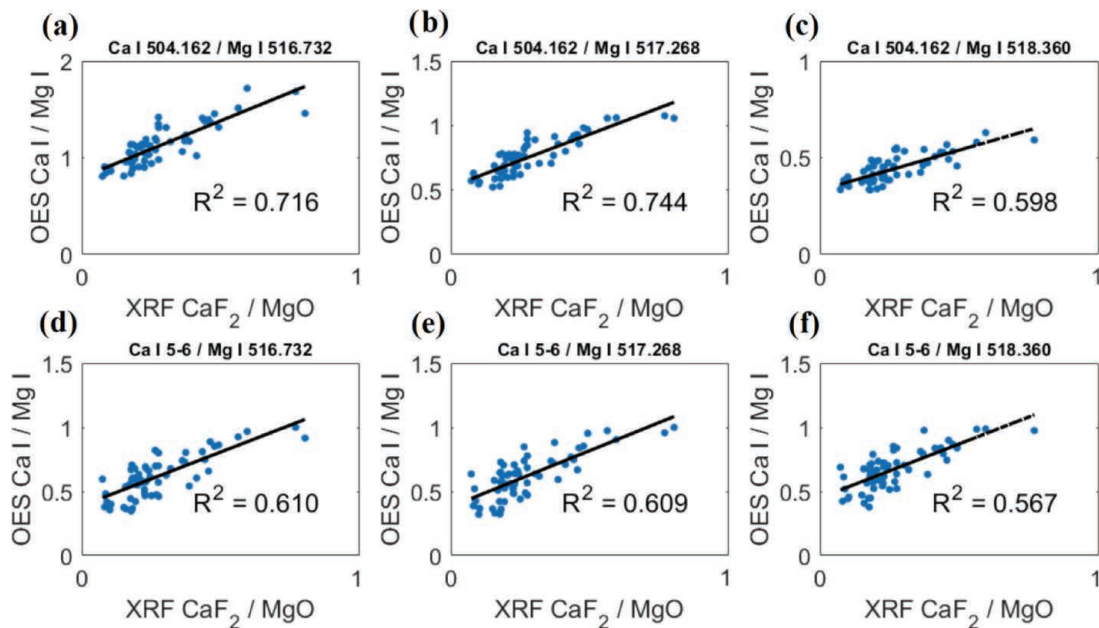 (a)
Ca I 504.162 / Mg I 516.732
OES Ca I / Mg I
2
1
0
R² = 0.716
0
1
XRF CaF₂ / MgO
(b)
Ca I 504.162 / Mg I 517.268
OES Ca I / Mg I
1.5
1.0
0.5
0
R² = 0.744
0
1
XRF CaF₂ / MgO
(c)
Ca I 504.162 / Mg I 518.360
OES Ca I / Mg I
1
0.5
0
R² = 0.598
0
1
XRF CaF₂ / MgO
(d)
Ca I 5-6 / Mg I 516.732
OES Ca I / Mg I
1.5
1
0.5
0
R² = 0.610
0
1
XRF CaF₂ / MgO
(e)
Ca I 5-6 / Mg I 517.268
OES Ca I / Mg I
1.5
1
0.5
0
R² = 0.609
0
1
XRF CaF₂ / MgO
(f)
Ca I 5-6 / Mg I 518.360
OES Ca I / Mg I
1.5
1
0.5
0
R² = 0.567
0
1
XRF CaF₂ / MgO